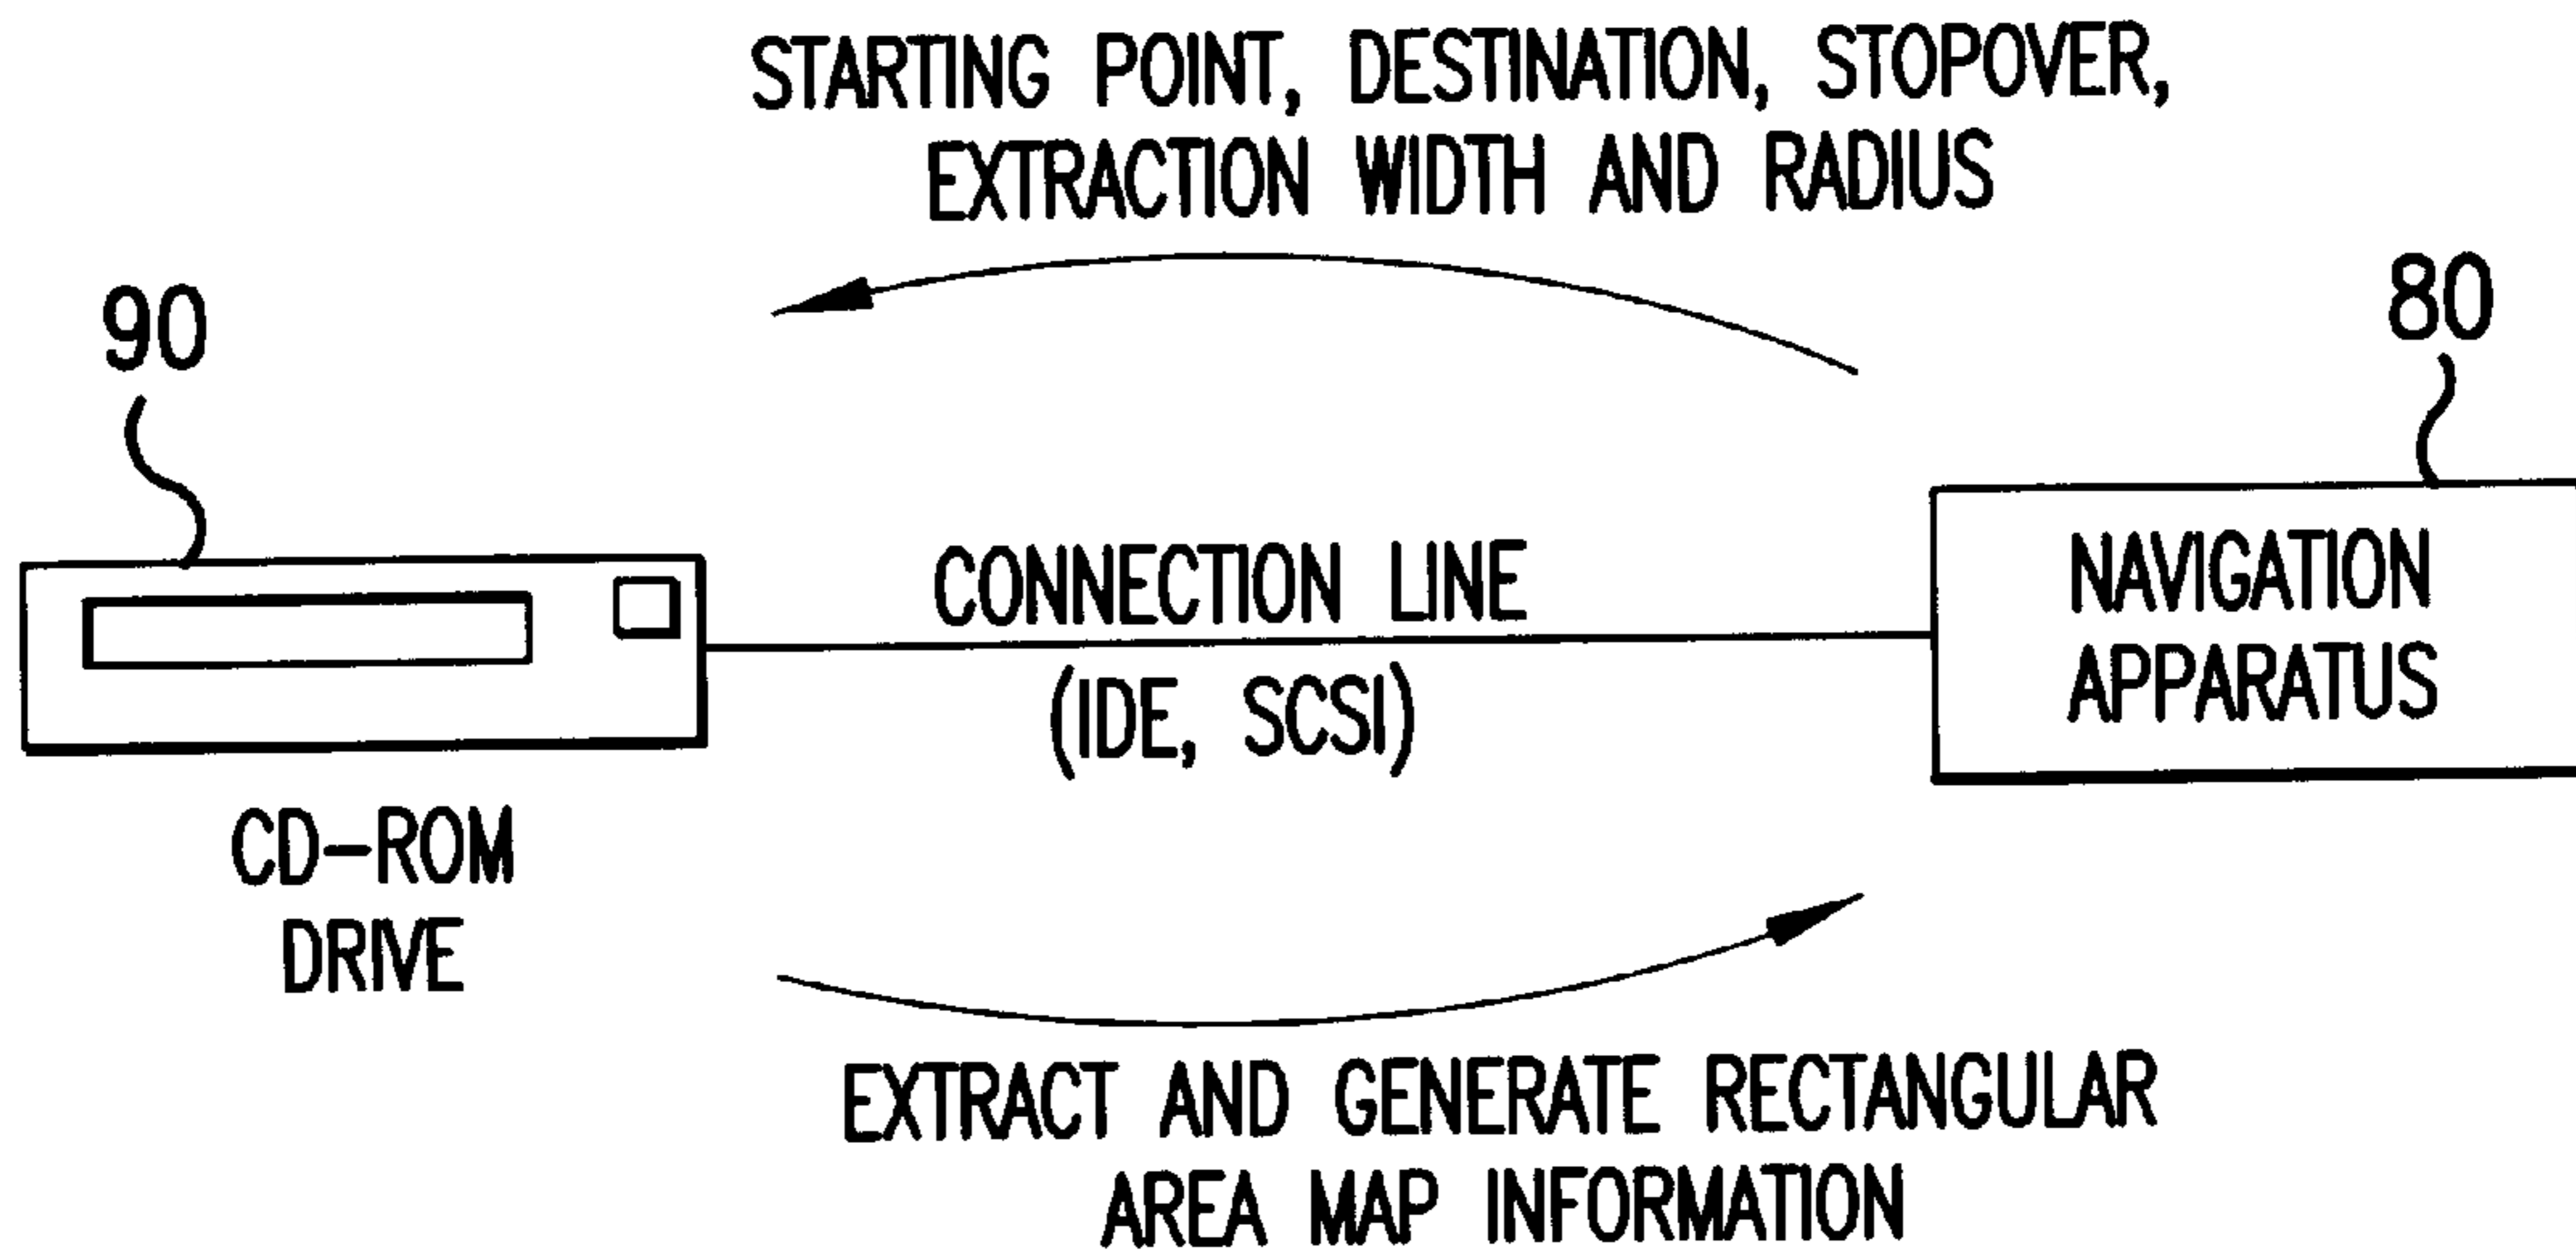 STARTING POINT, DESTINATION, STOPOVER,
EXTRACTION WIDTH AND RADIUS
90
80
CONNECTION LINE
(IDE, SCSI)
NAVIGATION
APPARATUS
CD-ROM
DRIVE
EXTRACT AND GENERATE RECTANGULAR
AREA MAP INFORMATION